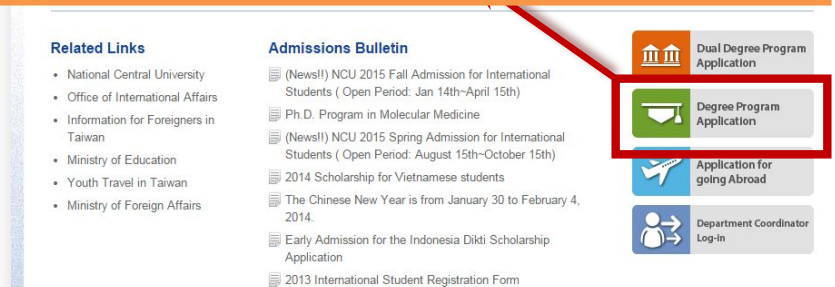 Related Links
National Central University
Office of International Affairs
Information for Foreigners in
Taiwan
Ministry of Education
Youth Travel in Taiwan
Ministry of Foreign Affairs
Admissions Bulletin
(News!!) NCU 2015 Fall Admission for International
Students ( Open Period: Jan 14th~April 15th)
Ph.D. Program in Molecular Medicine
(News!!) NCU 2015 Spring Admission for International
Students ( Open Period: August 15th~October 15th)
2014 Scholarship for Vietnamese students
The Chinese New Year is from January 30 to February 4,
2014.
Early Admission for the Indonesia Dikti Scholarship
Application
2013 International Student Registration Form
Dual Degree Program
Application
Degree Program
Application
Application for
going Abroad
Department Coordinator
Log-in